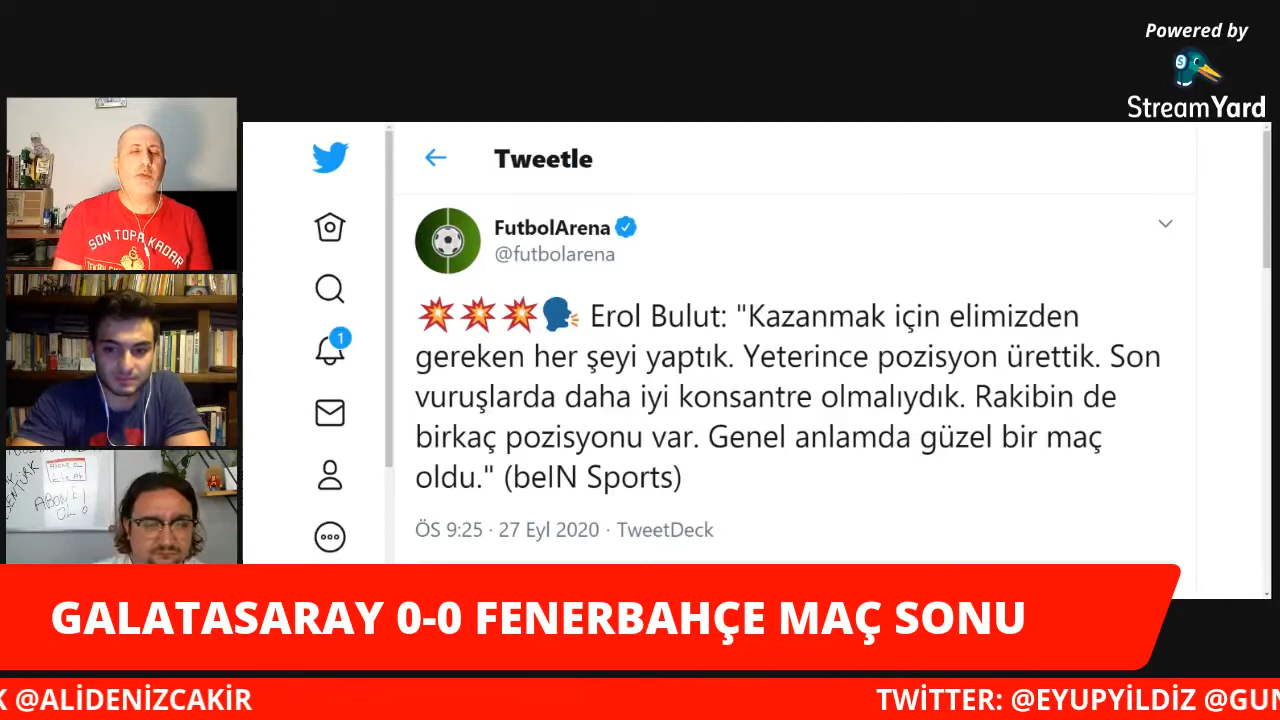 Powered by
StreamYard
Tweetle
FutbolArena
@futbolarena
1
Erol Bulut: "Kazanmak için elimizden
gereken her şeyi yaptık. Yeterince pozisyon ürettik. Son
vuruşlarda daha iyi konsantre olmalıydık. Rakibin de
birkaç pozisyonu var. Genel anlamda güzel bir maç
oldu." (beIN Sports)
ÖS 9:25 · 27 Eyl 2020 · TweetDeck
SON TOPA KADAR
ABONE
OL
GALATASARAY 0-0 FENERBAHÇE MAÇ SONU
K @ALİDENİZCAKİR
TWİTTER: @EYUPYİLDİZ @GUN